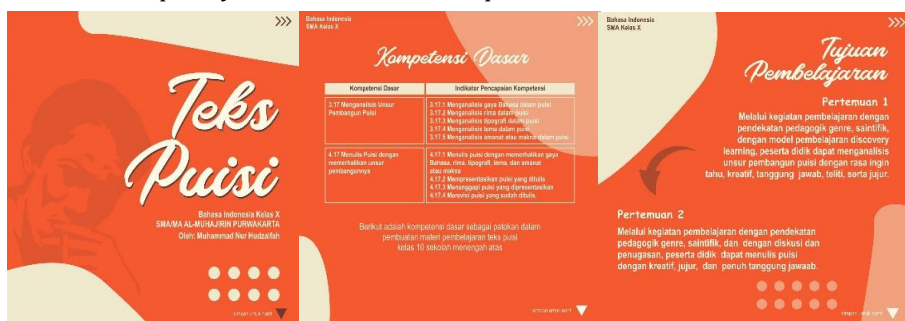 >>>
Teks
Puisi
Bahasa Indonesia Kelas X
SMA/MA AL-MUHAJIRIN PURWAKARTA
Oleh: Muhammad Nur Hudzaifah
simpan untuk nanti
Bahasa Indonesia
SMA Kelas X
>>>
Kompetensi Dasar
Kompetensi Dasar
Indikator Pencapaian Kompetensi
3.17 Menganalisis Unsur
Pembangun Puisi
3.17.1 Menganalisis gaya Bahasa dalam puisi
3.17.2 Menganalisis rima dalam puisi
3.17.3 Menganalisis tipografi dalam puisi
3.17.4 Menganalisis tema dalam puisi
3.17.5 Menganalisis amanat atau makna dalam puisi
4.17 Menulis Puisi dengan
memerhatikan unsur
pembangunnya
4.17.1 Menulis puisi dengan memerhatikan gaya
Bahasa, rima, tipografi, tema, dan amanat
atau makna
4.17.2 Mempresentasikan puisi yang ditulis
4.17.3 Menanggapi puisi yang dipresentasikan
4.17.4 Merevisi puisi yang sudah ditulis.
Berikut adalah kompetensi dasar sebagai patokan dalam
pembuatan materi pembelajaran teks puisi
kelas 10 sekolah menengah atas
simpan untuk nanti
Bahasa Indonesia
SMA Kelas X
>>>
Tujuan
Pembelajaran
Pertemuan 1
Melalui kegiatan pembelajaran dengan
pendekatan pedagogik genre, saintifik,
dengan model pembelajaran discovery
learning, peserta didik dapat menganalisis
unsur pembangun puisi dengan rasa ingin
tahu, kreatif, tanggung jawab, teliti, serta jujur.
Pertemuan 2
Melalui kegiatan pembelajaran dengan pendekatan
pedagogik genre, saintifik, dan dengan diskusi dan
penugasan, peserta didik dapat menulis puisi
dengan kreatif, jujur, dan penuh tanggung jawaab.
simpan untuk nanti